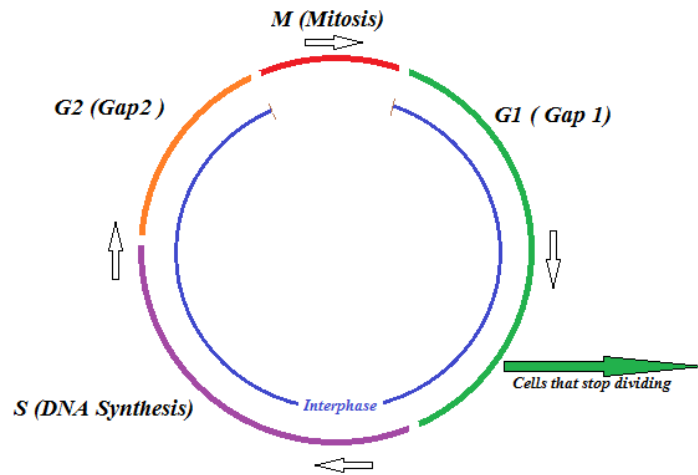 M (Mitosis)
G2 (Gap2 )
G1 ( Gap 1)
Cells that stop dividing
S (DNA Synthesis)
Interphase